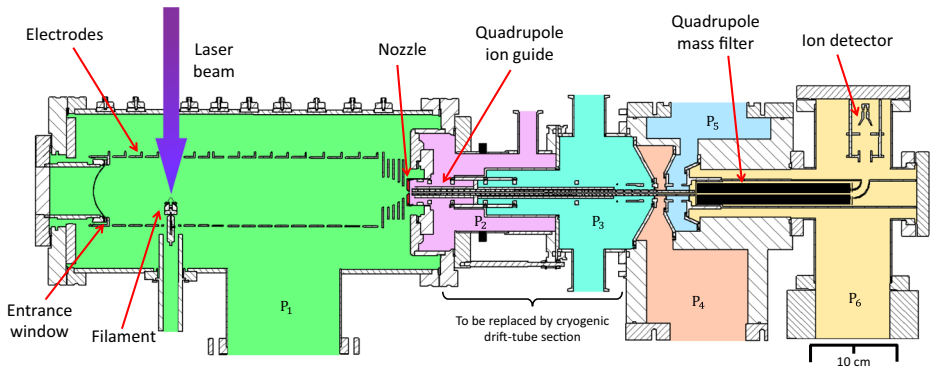 Electrodes
Laser
beam
Nozzle
Quadrupole
ion guide
Quadrupole
mass filter
Ion detector
P₅
P₂
P₃
P₁
P₄
P₆
Entrance
window
Filament
To be replaced by cryogenic
drift-tube section
10 cm